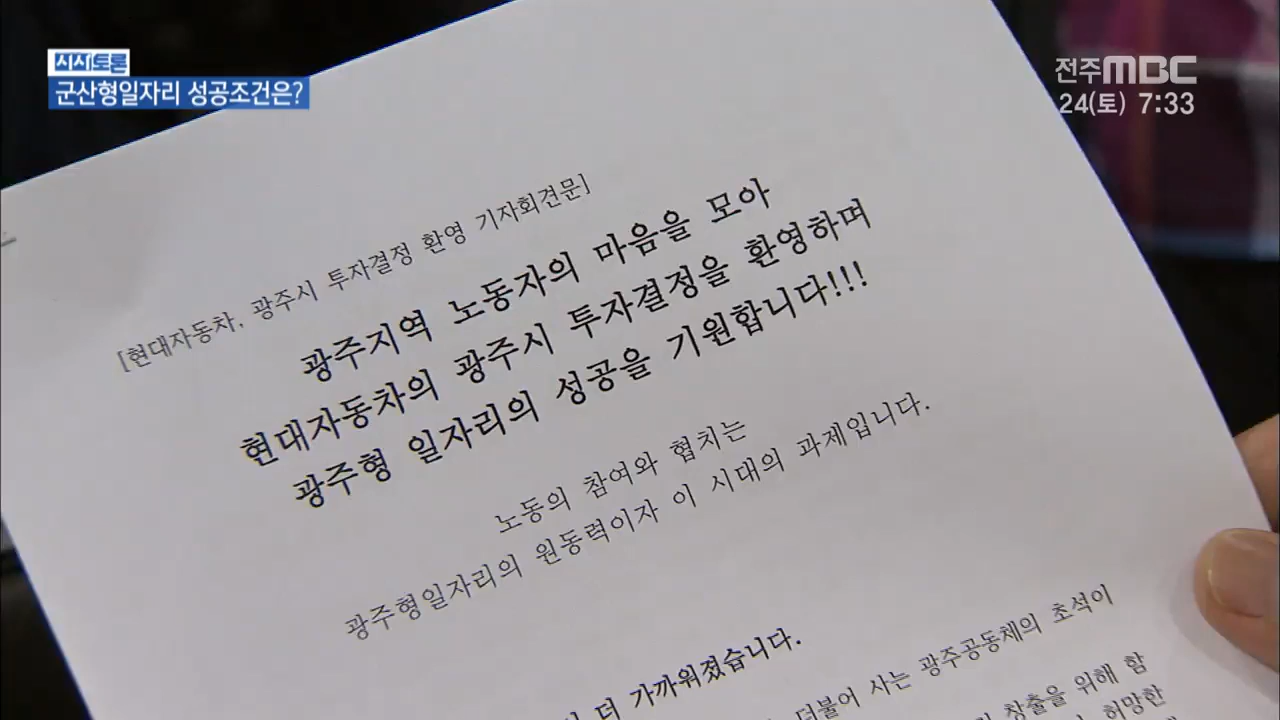 시사토론
군산형일자리 성공조건은?
전주MBC
24(토) 7:33
[현대자동차, 광주시 투자결정 환영 기자회견문]
광주지역 노동자의 마음을 모아
현대자동차의 광주시 투자결정을 환영하며
광주형 일자리의 성공을 기원합니다!!!
노동의 참여와 협치는
광주형일자리의 원동력이자 이 시대의 과제입니다.
더 가까워졌습니다.
더불어 사는 광주공동체의 초석이
창출을 위해 함
희망한